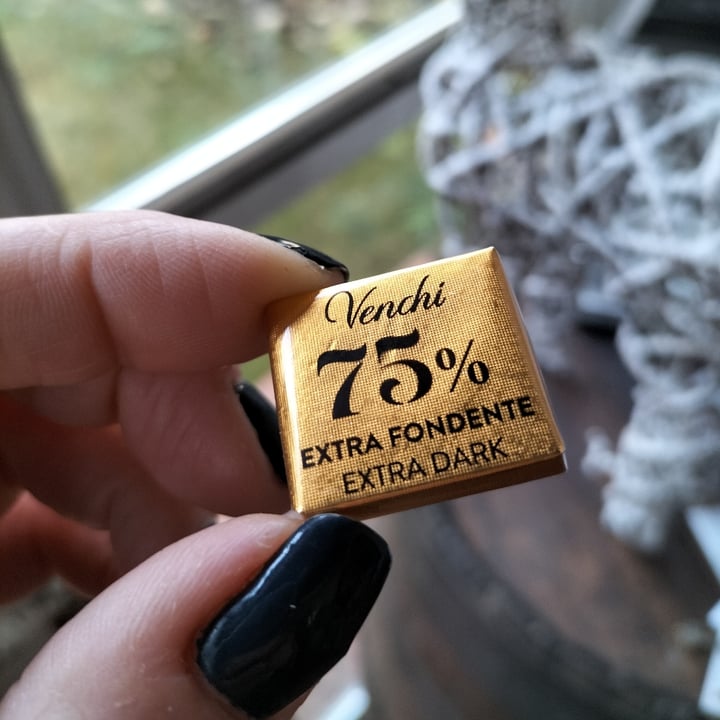 Venchi
75%
EXTRA FONDENTE
EXTRA DARK